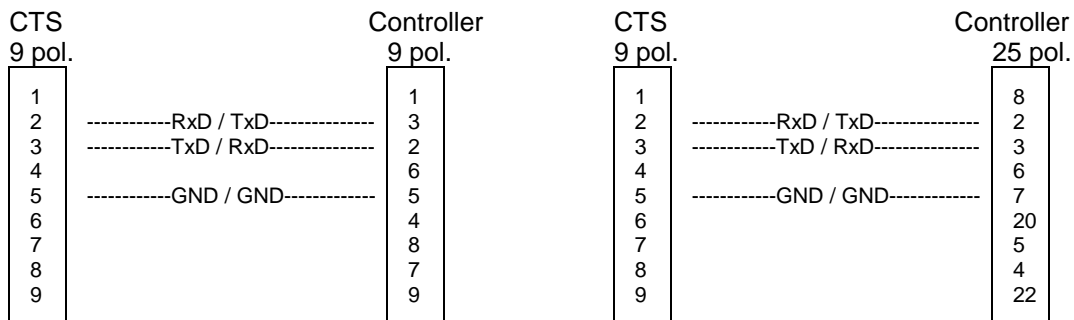 CTS Controller CTS Controller
9 pol. 9 pol. 9 pol. 25 pol.
1 1 1 8
2 ------------RxD / TxD--------------- 3 2 ------------RxD / TxD--------------- 2
3 ------------TxD / RxD--------------- 2 3 ------------TxD / RxD--------------- 3
4 6 4 6
5 ------------GND / GND------------- 5 5 ------------GND / GND------------- 7
6 4 6 20
7 8 7 5
8 7 8 4
9 9 9 22